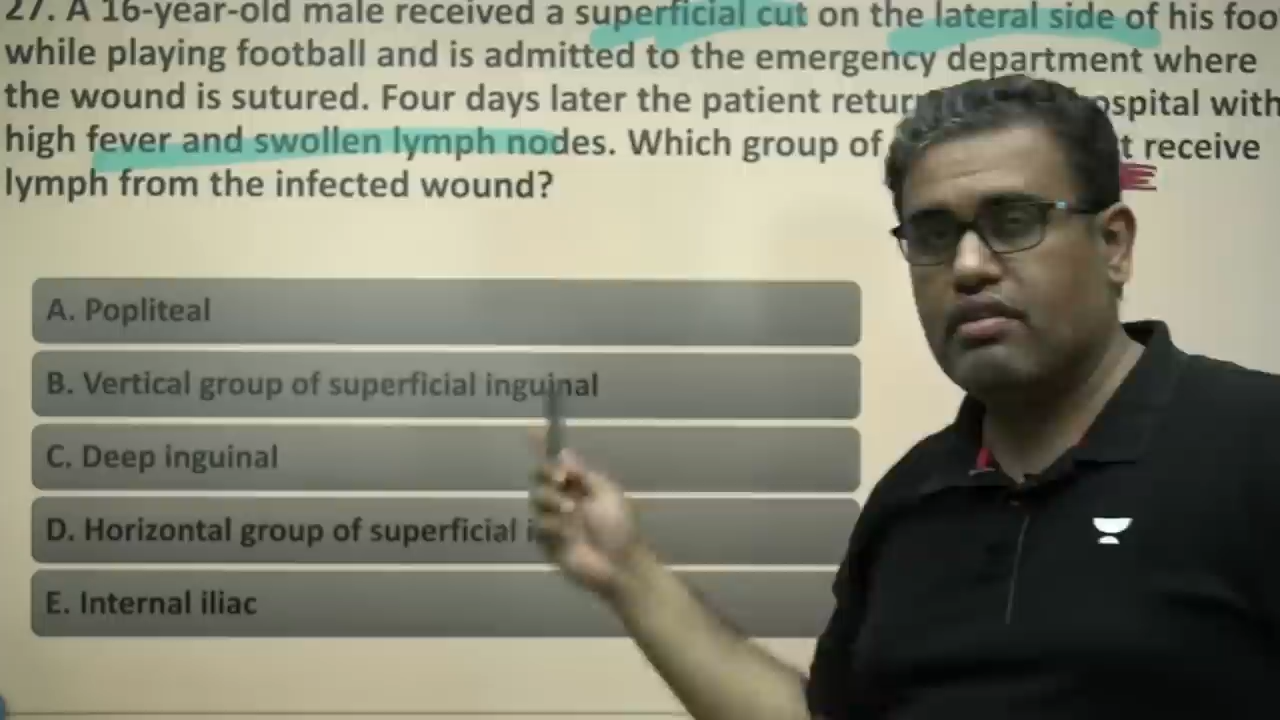 27. A 16-year-old male received a superficial cut on the lateral side of his foo
while playing football and is admitted to the emergency department where
the wound is sutured. Four days later the patient retur ospital with
high fever and swollen lymph nodes. Which group of t receive
lymph from the infected wound?
A. Popliteal
B. Vertical group of superficial inguinal
C. Deep inguinal
D. Horizontal group of superficial i
E. Internal iliac